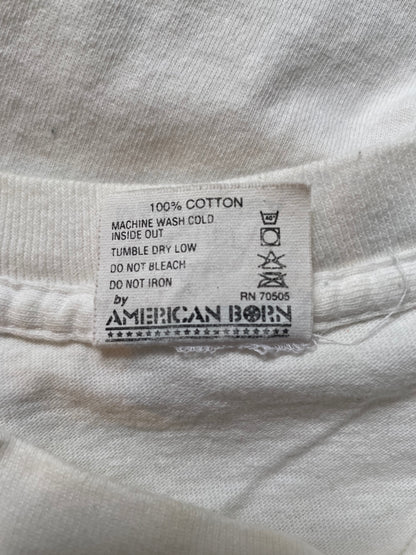 100% COTTON
MACHINE WASH COLD
INSIDE OUT
TUMBLE DRY LOW
DO NOT BLEACH
DO NOT IRON
RN 70505
by
AMERICAN BORN